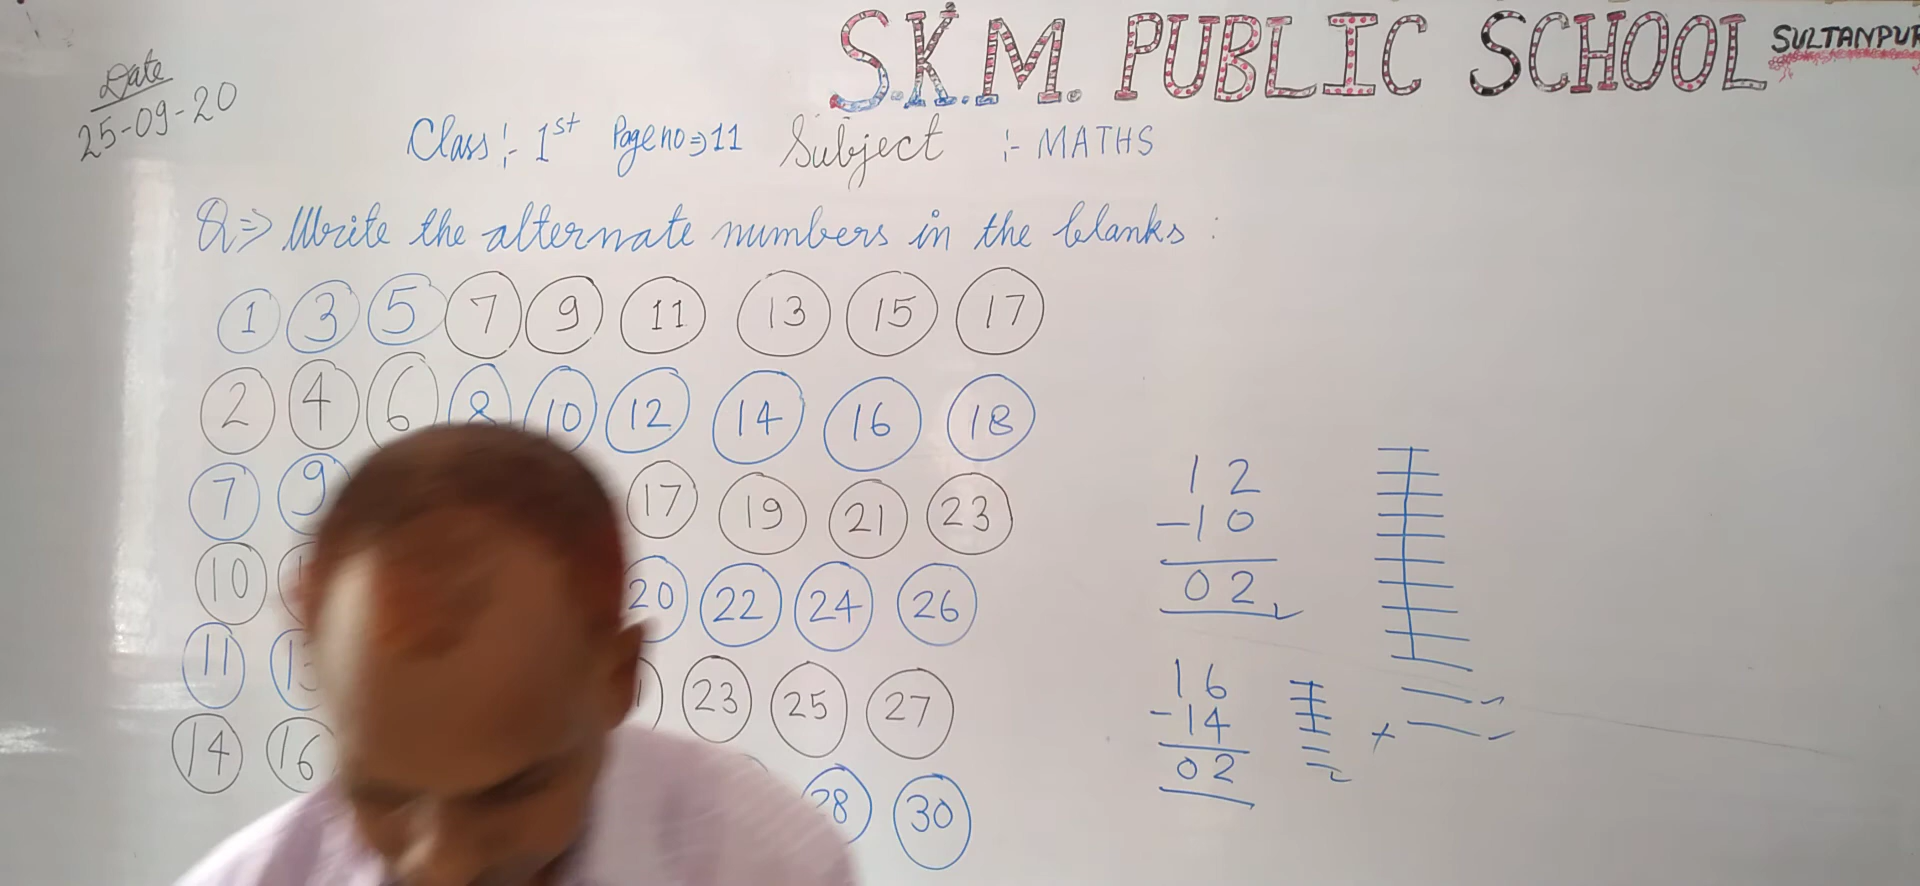 S.K.M. PUBLIC SCHOOL SULTANPUR
Date
25-09-20
Class :- 1st Page no ⇒ 11 Subject :- MATHS
Q ⇒ Write the alternate numbers in the blanks :
1 3 5 7 9 11 13 15 17
2 4 6 8 10 12 14 16 18
7 9 17 19 21 23
10 20 22 24 26
11 13 23 25 27
14 16 28 30
12
-10
02
16
-14
02